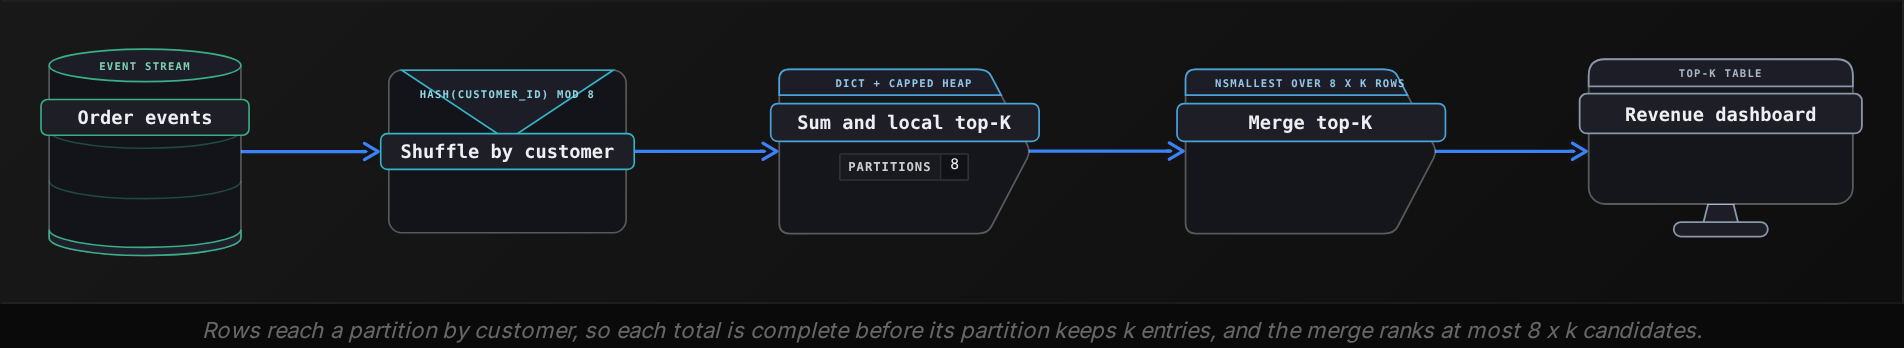 EVENT STREAM
Order events
HASH(CUSTOMER_ID) MOD 8
Shuffle by customer
DICT + CAPPED HEAP
Sum and local top-K
PARTITIONS 8
NSMALLEST OVER 8 X K ROWS
Merge top-K
TOP-K TABLE
Revenue dashboard
Rows reach a partition by customer, so each total is complete before its partition keeps k entries, and the merge ranks at most 8 x k candidates.